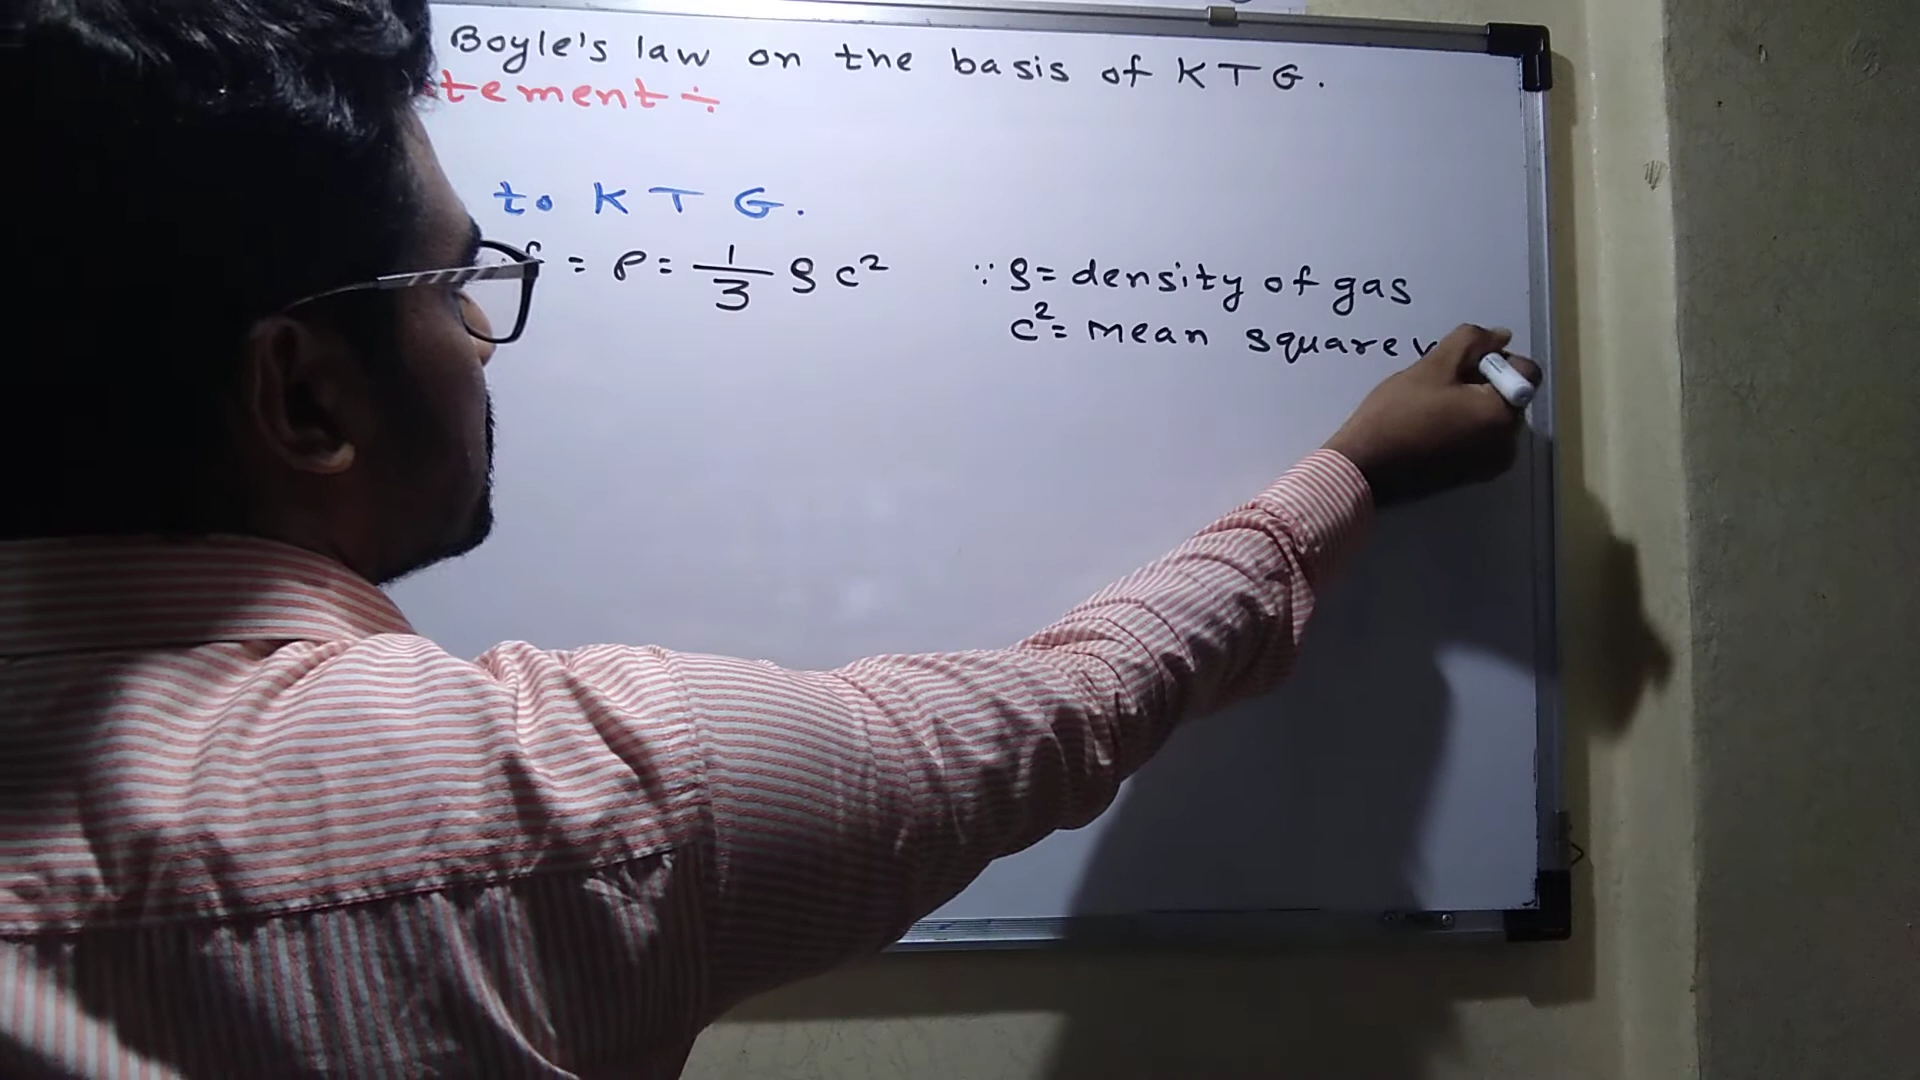 Boyle's law on the basis of KTG.
tement÷
to KTG.
= P = 1/3 ρ c² ∵ ρ = density of gas
c² = mean square v